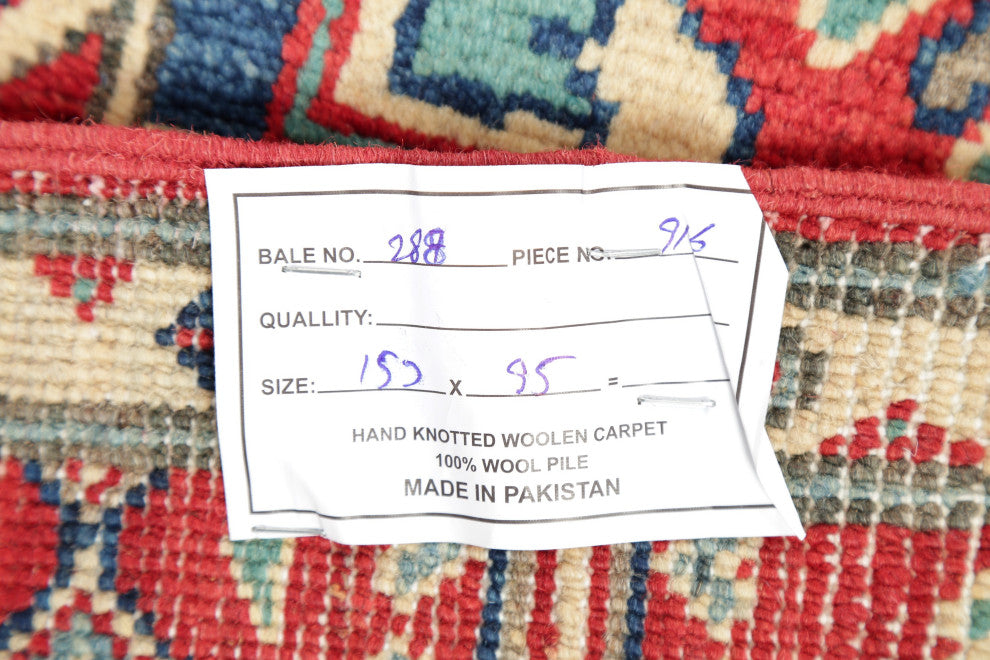 BALE NO. 288 PIECE NO. 916
QUALLITY:
SIZE: 150 X 95 =
HAND KNOTTED WOOLEN CARPET
100% WOOL PILE
MADE IN PAKISTAN